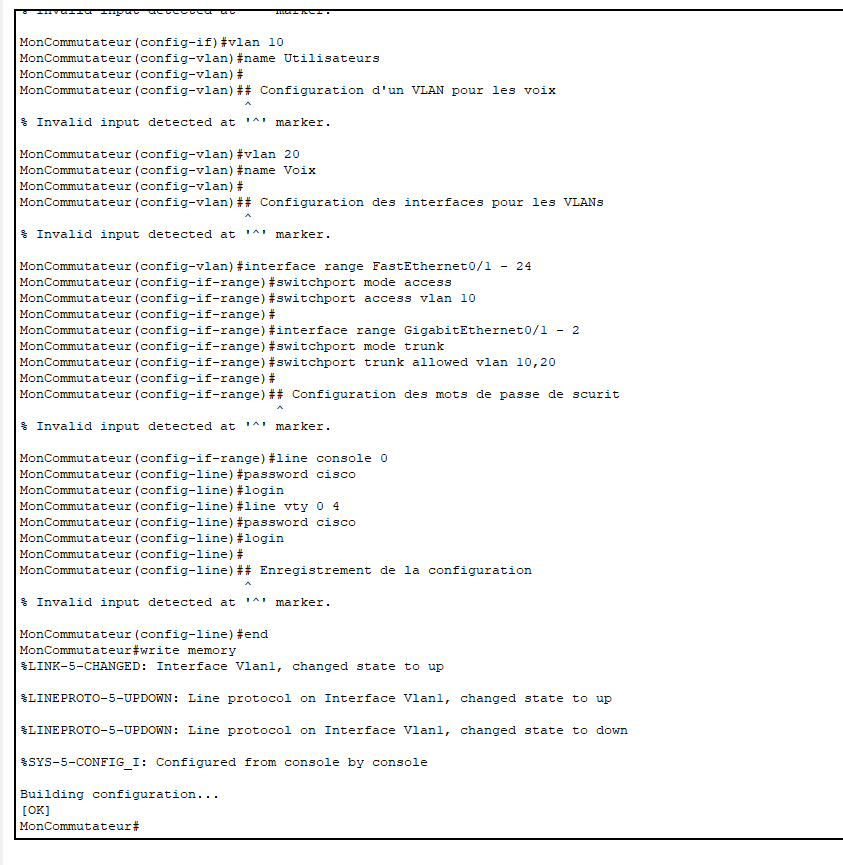 % Invalid input detected at '^' marker.
MonCommutateur(config-if)#vlan 10
MonCommutateur(config-vlan)#name Utilisateurs
MonCommutateur(config-vlan)#
MonCommutateur(config-vlan)## Configuration d'un VLAN pour les voix
^
% Invalid input detected at '^' marker.
MonCommutateur(config-vlan)#vlan 20
MonCommutateur(config-vlan)#name Voix
MonCommutateur(config-vlan)#
MonCommutateur(config-vlan)## Configuration des interfaces pour les VLANs
^
% Invalid input detected at '^' marker.
MonCommutateur(config-vlan)#interface range FastEthernet0/1 - 24
MonCommutateur(config-if-range)#switchport mode access
MonCommutateur(config-if-range)#switchport access vlan 10
MonCommutateur(config-if-range)#
MonCommutateur(config-if-range)#interface range GigabitEthernet0/1 - 2
MonCommutateur(config-if-range)#switchport mode trunk
MonCommutateur(config-if-range)#switchport trunk allowed vlan 10,20
MonCommutateur(config-if-range)#
MonCommutateur(config-if-range)## Configuration des mots de passe de scurit
^
% Invalid input detected at '^' marker.
MonCommutateur(config-if-range)#line console 0
MonCommutateur(config-line)#password cisco
MonCommutateur(config-line)#login
MonCommutateur(config-line)#line vty 0 4
MonCommutateur(config-line)#password cisco
MonCommutateur(config-line)#login
MonCommutateur(config-line)#
MonCommutateur(config-line)## Enregistrement de la configuration
^
% Invalid input detected at '^' marker.
MonCommutateur(config-line)#end
MonCommutateur#write memory
%LINK-5-CHANGED: Interface Vlan1, changed state to up
%LINEPROTO-5-UPDOWN: Line protocol on Interface Vlan1, changed state to up
%LINEPROTO-5-UPDOWN: Line protocol on Interface Vlan1, changed state to down
%SYS-5-CONFIG_I: Configured from console by console
Building configuration...
[OK]
MonCommutateur#